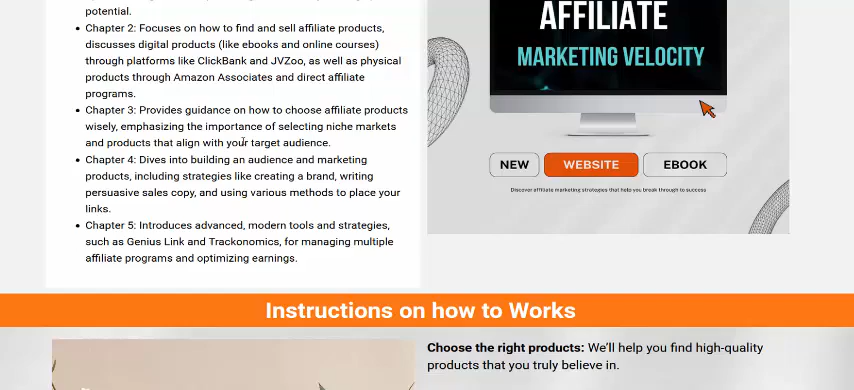 potential.
Chapter 2: Focuses on how to find and sell affiliate products,
discusses digital products (like ebooks and online courses)
through platforms like ClickBank and JVZoo, as well as physical
products through Amazon Associates and direct affiliate
programs.
Chapter 3: Provides guidance on how to choose affiliate products
wisely, emphasizing the importance of selecting niche markets
and products that align with your target audience.
Chapter 4: Dives into building an audience and marketing
products, including strategies like creating a brand, writing
persuasive sales copy, and using various methods to place your
links.
Chapter 5: Introduces advanced, modern tools and strategies,
such as Genius Link and Trackonomics, for managing multiple
affiliate programs and optimizing earnings.
AFFILIATE
MARKETING VELOCITY
NEW WEBSITE EBOOK
Discover affiliate marketing strategies that help you break through to success
Instructions on how to Works
Choose the right products: We'll help you find high-quality
products that you truly believe in.